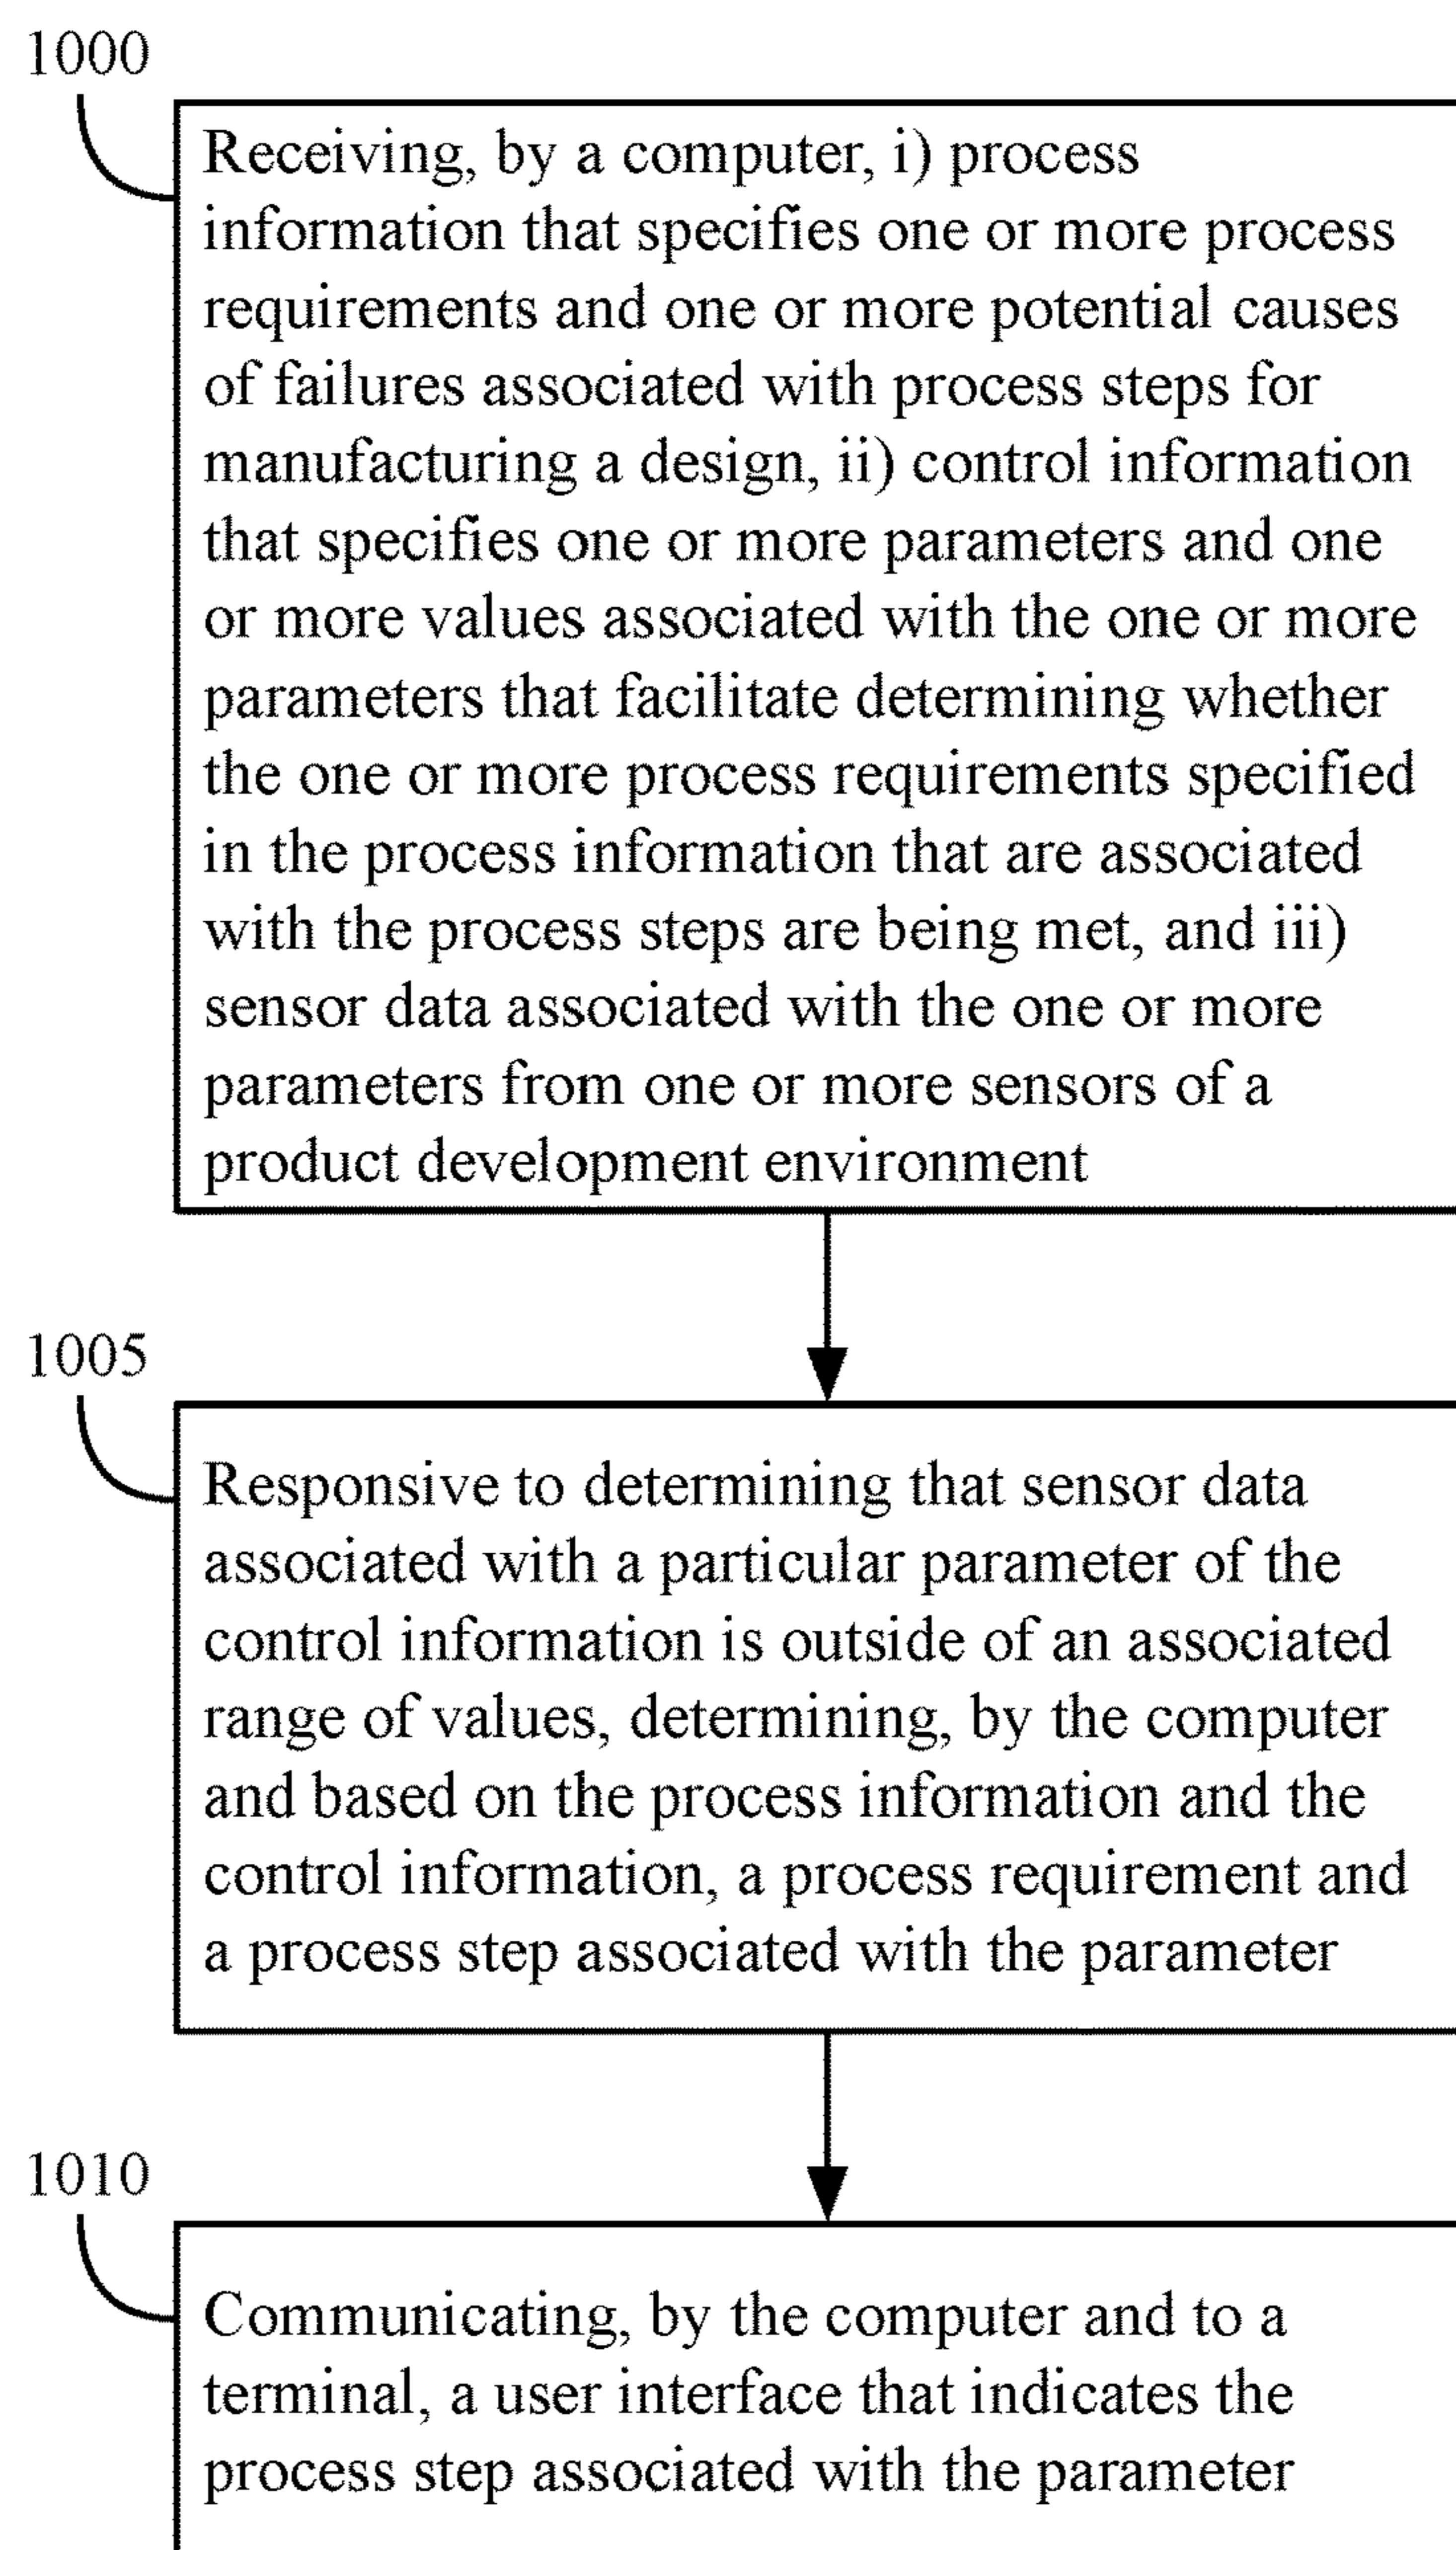 1000
Receiving, by a computer, i) process
information that specifies one or more process
requirements and one or more potential causes
of failures associated with process steps for
manufacturing a design, ii) control information
that specifies one or more parameters and one
or more values associated with the one or more
parameters that facilitate determining whether
the one or more process requirements specified
in the process information that are associated
with the process steps are being met, and iii)
sensor data associated with the one or more
parameters from one or more sensors of a
product development environment
1005
Responsive to determining that sensor data
associated with a particular parameter of the
control information is outside of an associated
range of values, determining, by the computer
and based on the process information and the
control information, a process requirement and
a process step associated with the parameter
1010
Communicating, by the computer and to a
terminal, a user interface that indicates the
process step associated with the parameter